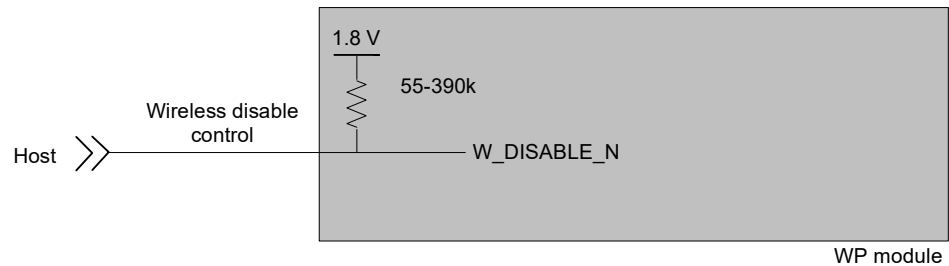 1.8 V
55-390k
Wireless disable
control
Host
W_DISABLE_N
WP module